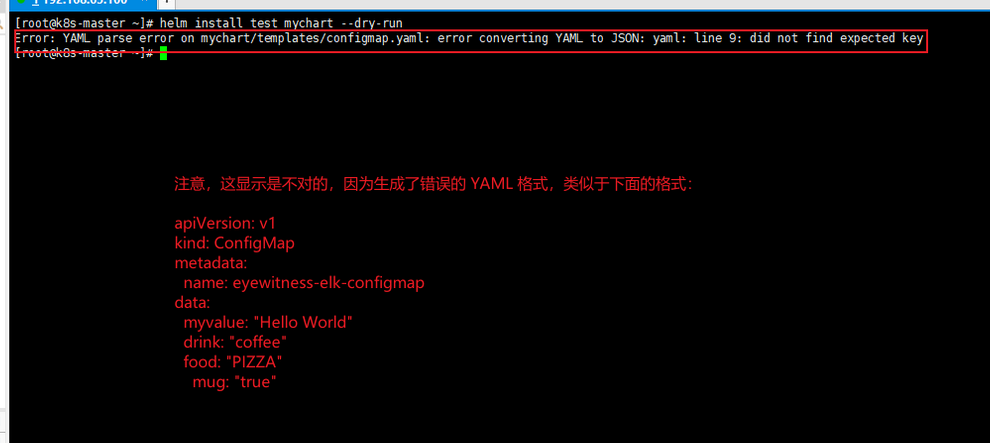 1 192.168.65.100
[root@k8s-master ~]# helm install test mychart --dry-run
Error: YAML parse error on mychart/templates/configmap.yaml: error converting YAML to JSON: yaml: line 9: did not find expected key
[root@k8s-master ~]#
注意，这显示是不对的，因为生成了错误的 YAML 格式，类似于下面的格式：
apiVersion: v1
kind: ConfigMap
metadata:
  name: eyewitness-elk-configmap
data:
  myvalue: "Hello World"
  drink: "coffee"
  food: "PIZZA"
    mug: "true"